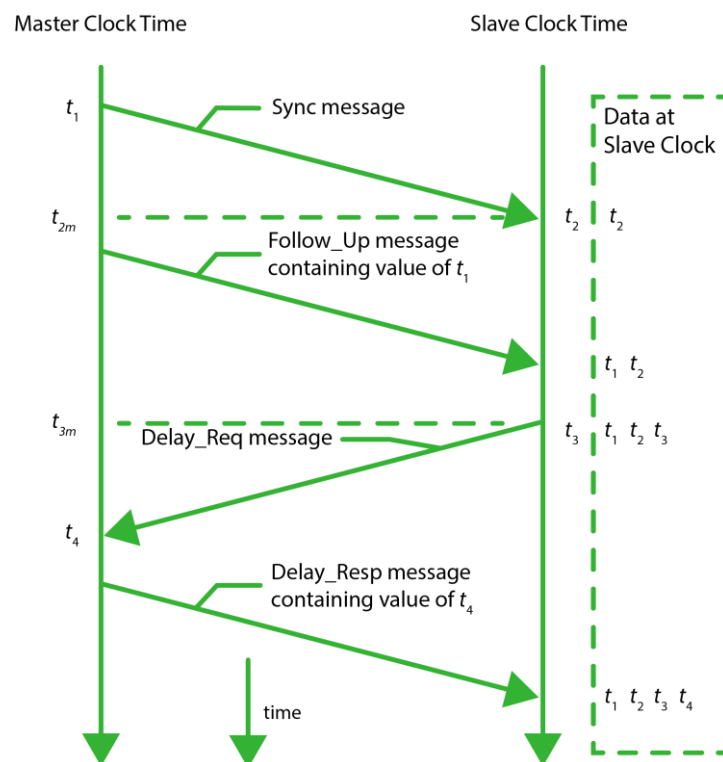 Master Clock Time
Slave Clock Time
t₁
Sync message
Data at
Slave Clock
t₂ₘ
t₂
t₂
Follow_Up message
containing value of t₁
t₁ t₂
t₃ₘ
Delay_Req message
t₃
t₁ t₂ t₃
t₄
Delay_Resp message
containing value of t₄
t₁ t₂ t₃ t₄
time